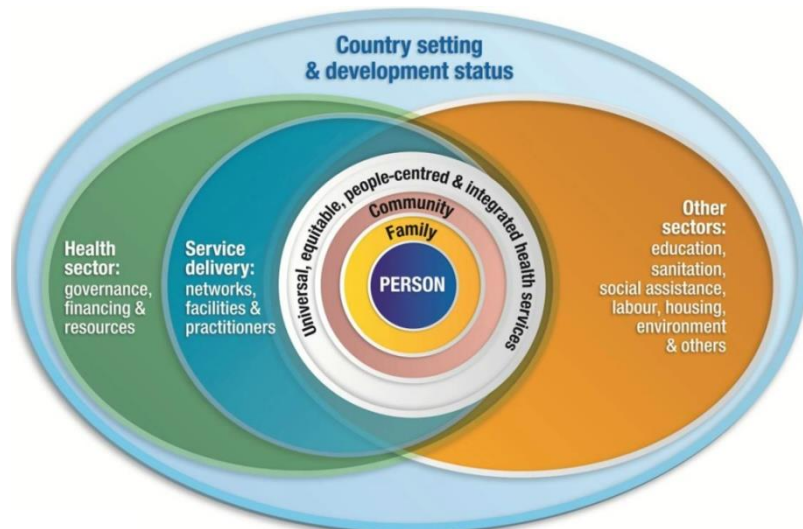 Country setting
& development status
Health
sector:
governance,
financing &
resources
Service
delivery:
networks,
facilities &
practitioners
Universal, equitable, people-centred & integrated health services
Community
Family
PERSON
Other
sectors:
education,
sanitation,
social assistance,
labour, housing,
environment
& others